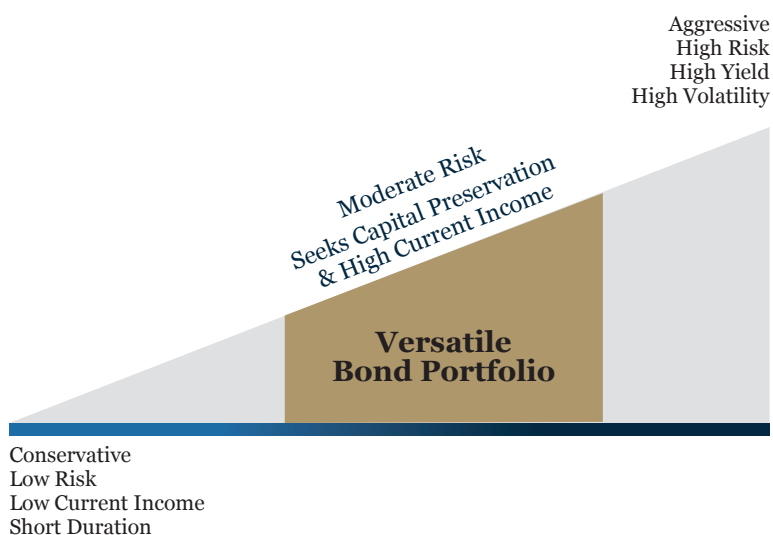 Aggressive
High Risk
High Yield
High Volatility
Moderate Risk
Seeks Capital Preservation
& High Current Income
Versatile
Bond Portfolio
Conservative
Low Risk
Low Current Income
Short Duration